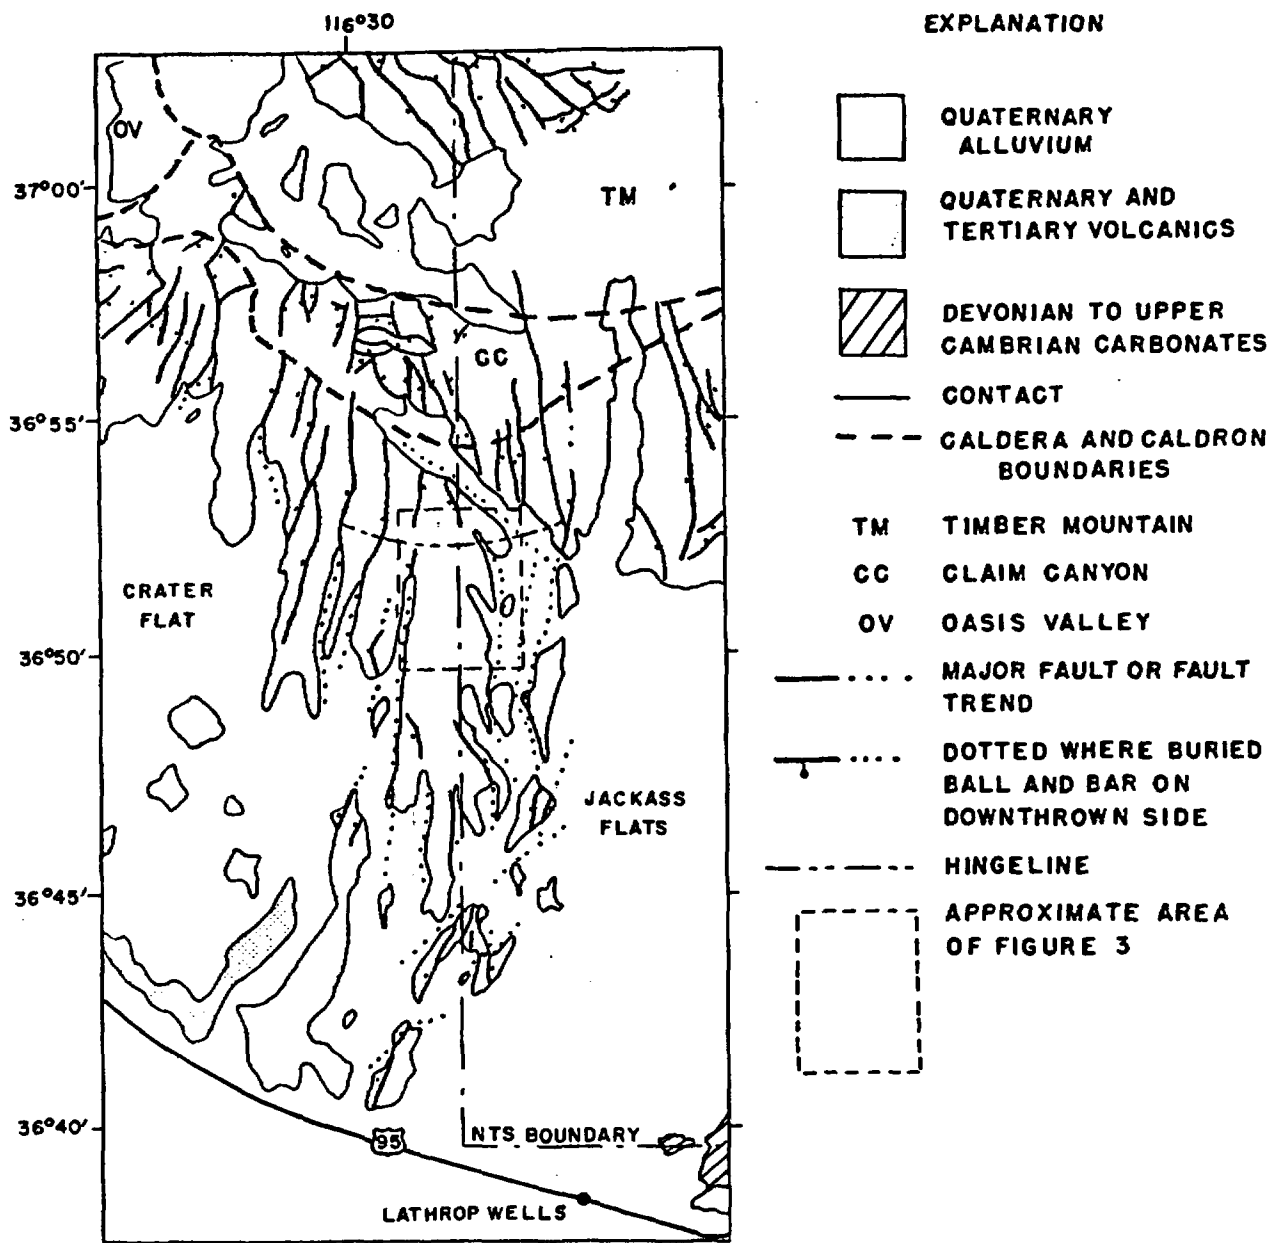 116°30
EXPLANATION
OV
37°00'
TM
CC
36°55'
CRATER
FLAT
36°50'
JACKASS
FLATS
36°45'
36°40'
95
NTS BOUNDARY
LATHROP WELLS
QUATERNARY
ALLUVIUM
QUATERNARY AND
TERTIARY VOLCANICS
DEVONIAN TO UPPER
CAMBRIAN CARBONATES
CONTACT
CALDERA AND CALDRON
BOUNDARIES
TM TIMBER MOUNTAIN
CC CLAIM CANYON
OV OASIS VALLEY
MAJOR FAULT OR FAULT
TREND
DOTTED WHERE BURIED
BALL AND BAR ON
DOWNTHROWN SIDE
HINGELINE
APPROXIMATE AREA
OF FIGURE 3